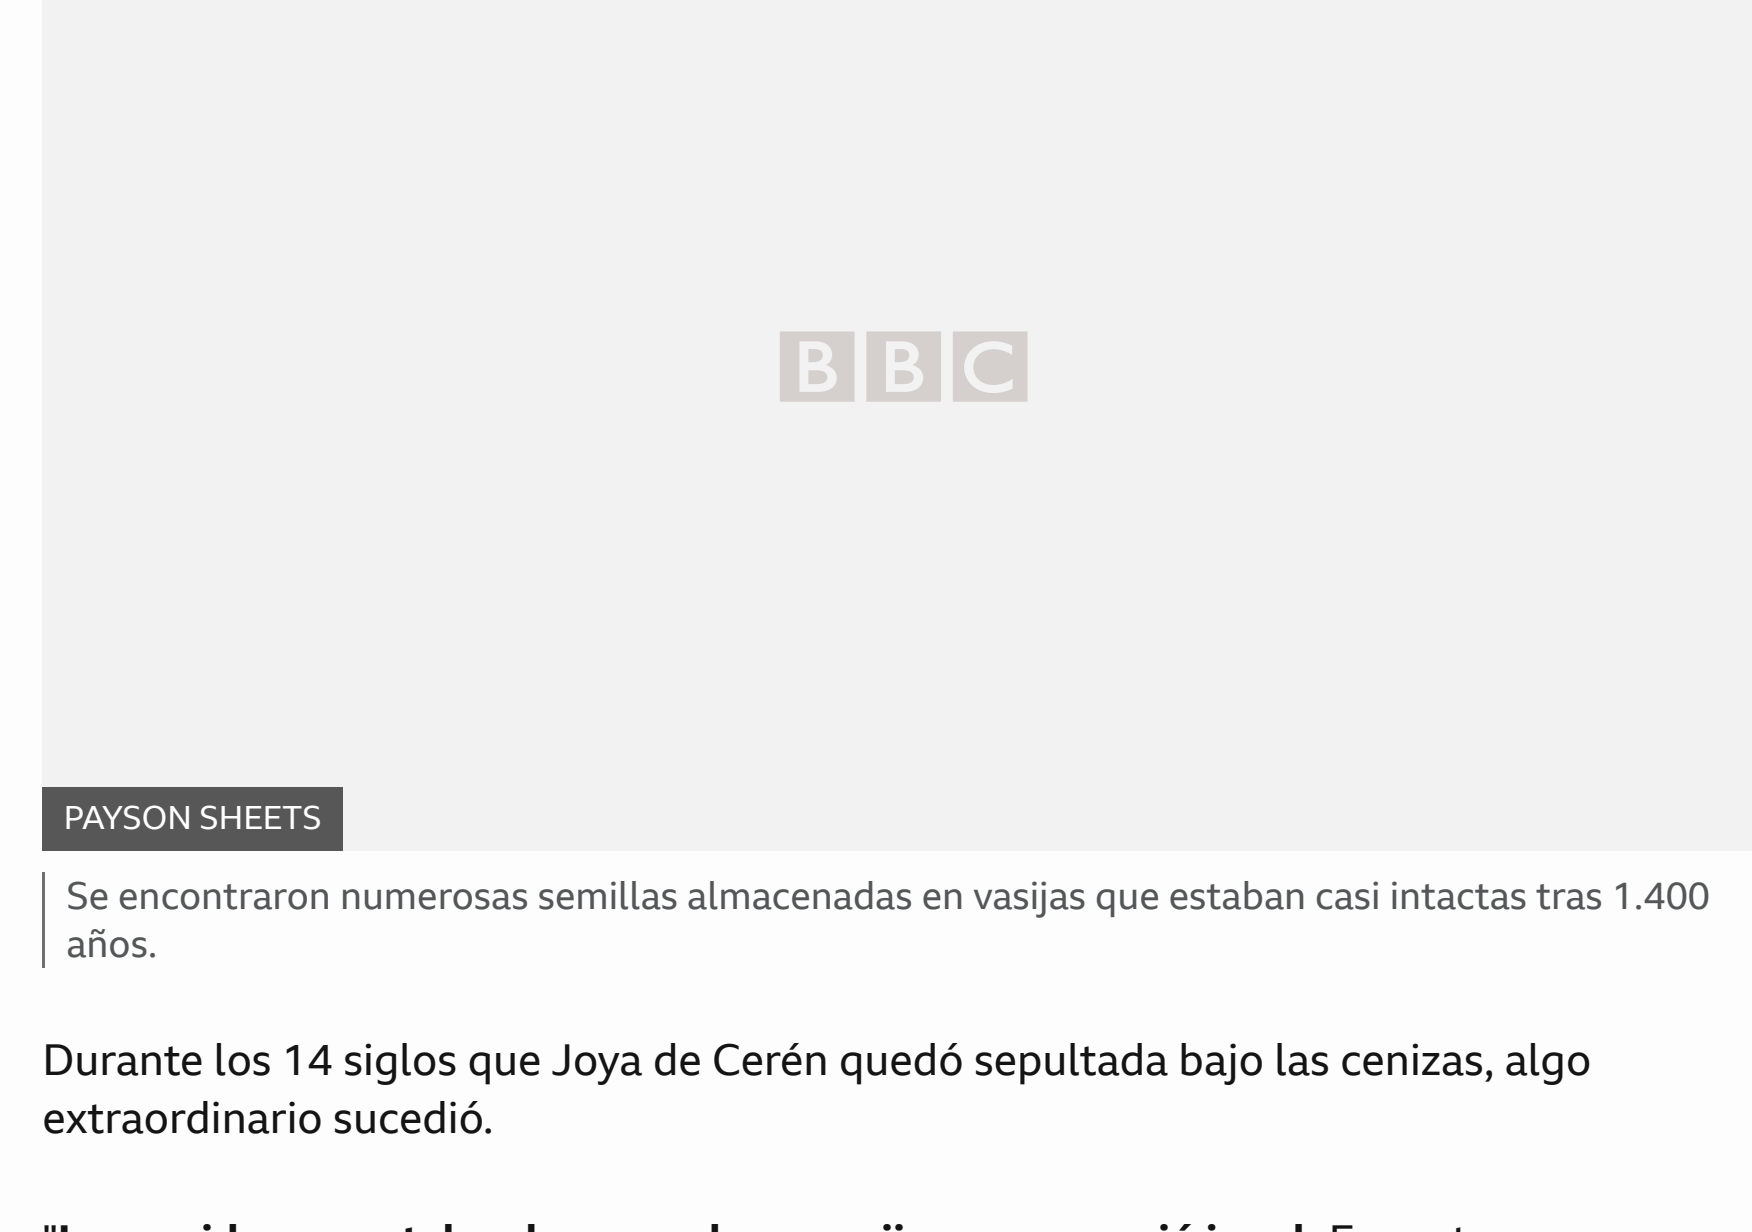 BBC
PAYSON SHEETS
Se encontraron numerosas semillas almacenadas en vasijas que estaban casi intactas tras 1.400
años.
Durante los 14 siglos que Joya de Cerén quedó sepultada bajo las cenizas, algo
extraordinario sucedió.